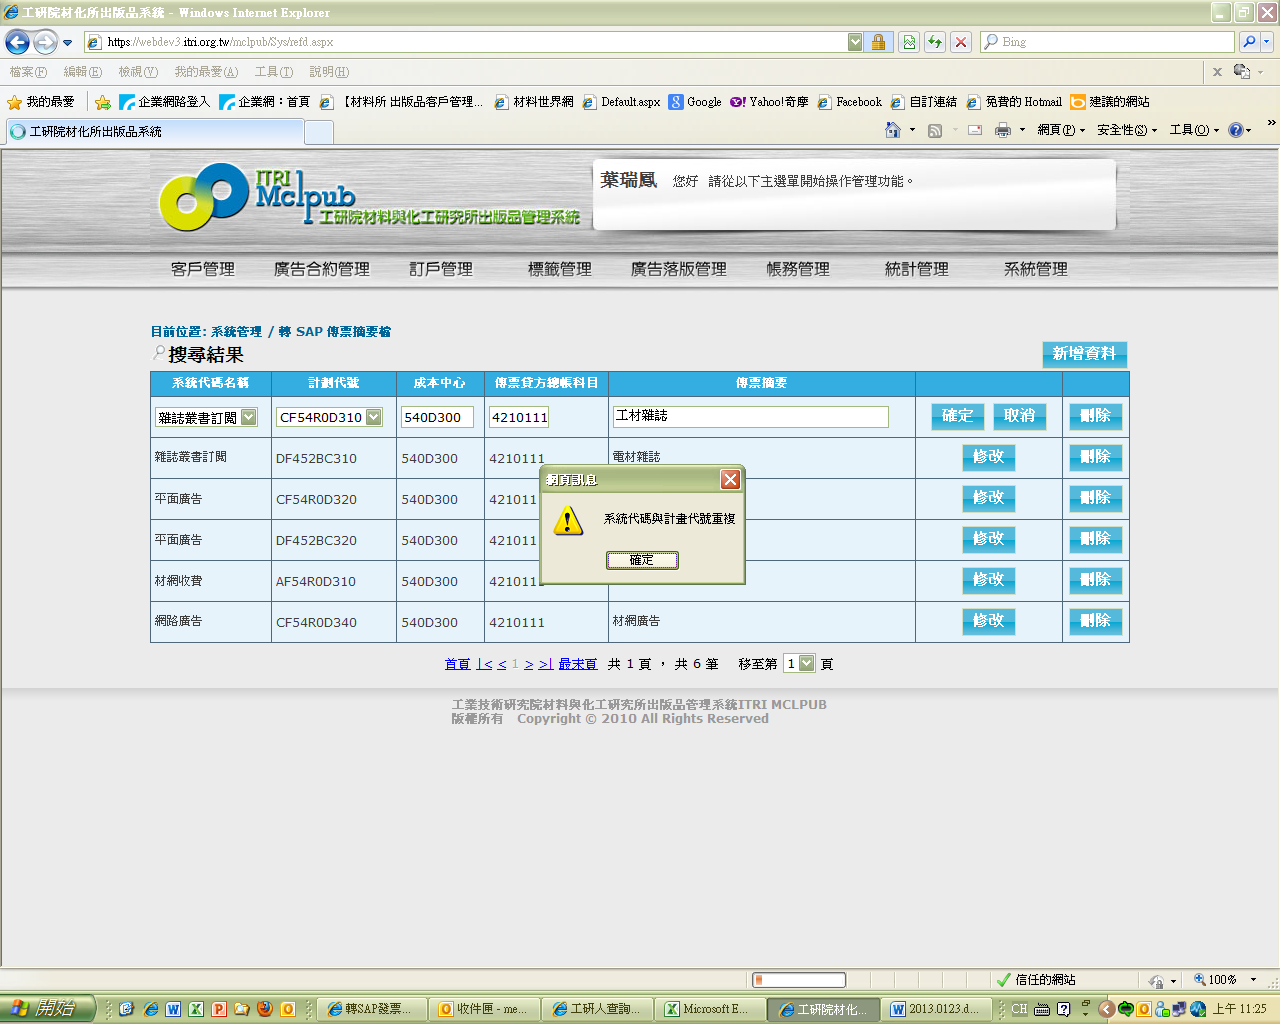 工研院材化所出版品系統 - Windows Internet Explorer
https://webdev3.itri.org.tw/mclpub/Sys/refd.aspx
Bing
檔案(F) 編輯(E) 檢視(V) 我的最愛(A) 工具(T) 說明(H)
我的最愛 企業網路登入 企業網：首頁 【材料所 出版品客戶管理... 材料世界網 Default.aspx Google Yahoo!奇摩 Facebook 自訂連結 免費的 Hotmail 建議的網站
工研院材化所出版品系統
網頁(P) 安全性(S) 工具(O)
ITRI
Mclpub
工研院材料與化工研究所出版品管理系統
葉瑞鳳 您好 請從以下主選單開始操作管理功能。
客戶管理 廣告合約管理 訂戶管理 標籤管理 廣告落版管理 帳務管理 統計管理 系統管理
目前位置: 系統管理 / 轉 SAP 傳票摘要檔
搜尋結果
新增資料
系統代碼名稱 計劃代號 成本中心 傳票貸方總帳科目 傳票摘要
雜誌叢書訂閱 CF54R0D310 540D300 4210111 工材雜誌 確定 取消 刪除
雜誌叢書訂閱 DF452BC310 540D300 4210111 電材雜誌 修改 刪除
平面廣告 CF54R0D320 540D300 421011 修改 刪除
平面廣告 DF452BC320 540D300 421011 修改 刪除
材網收費 AF54R0D310 540D300 421011 修改 刪除
網路廣告 CF54R0D340 540D300 4210111 材網廣告 修改 刪除
網頁訊息
系統代碼與計畫代號重複
確定
首頁 |< < 1 > >| 最末頁 共 1 頁 ， 共 6 筆 移至第 1 頁
工業技術研究院材料與化工研究所出版品管理系統ITRI MCLPUB
版權所有 Copyright © 2010 All Rights Reserved
信任的網站 100%
開始 轉SAP發票... 收件匣 - me... 工研人查詢... Microsoft E... 工研院材化... 2013.0123.d... CH 上午 11:25